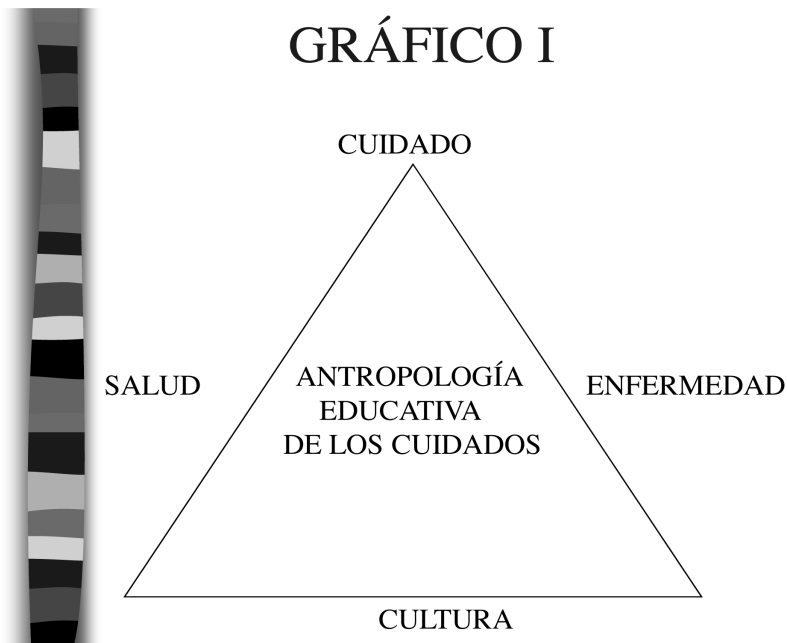 GRÁFICO I
CUIDADO
SALUD
ANTROPOLOGÍA
EDUCATIVA
DE LOS CUIDADOS
ENFERMEDAD
CULTURA